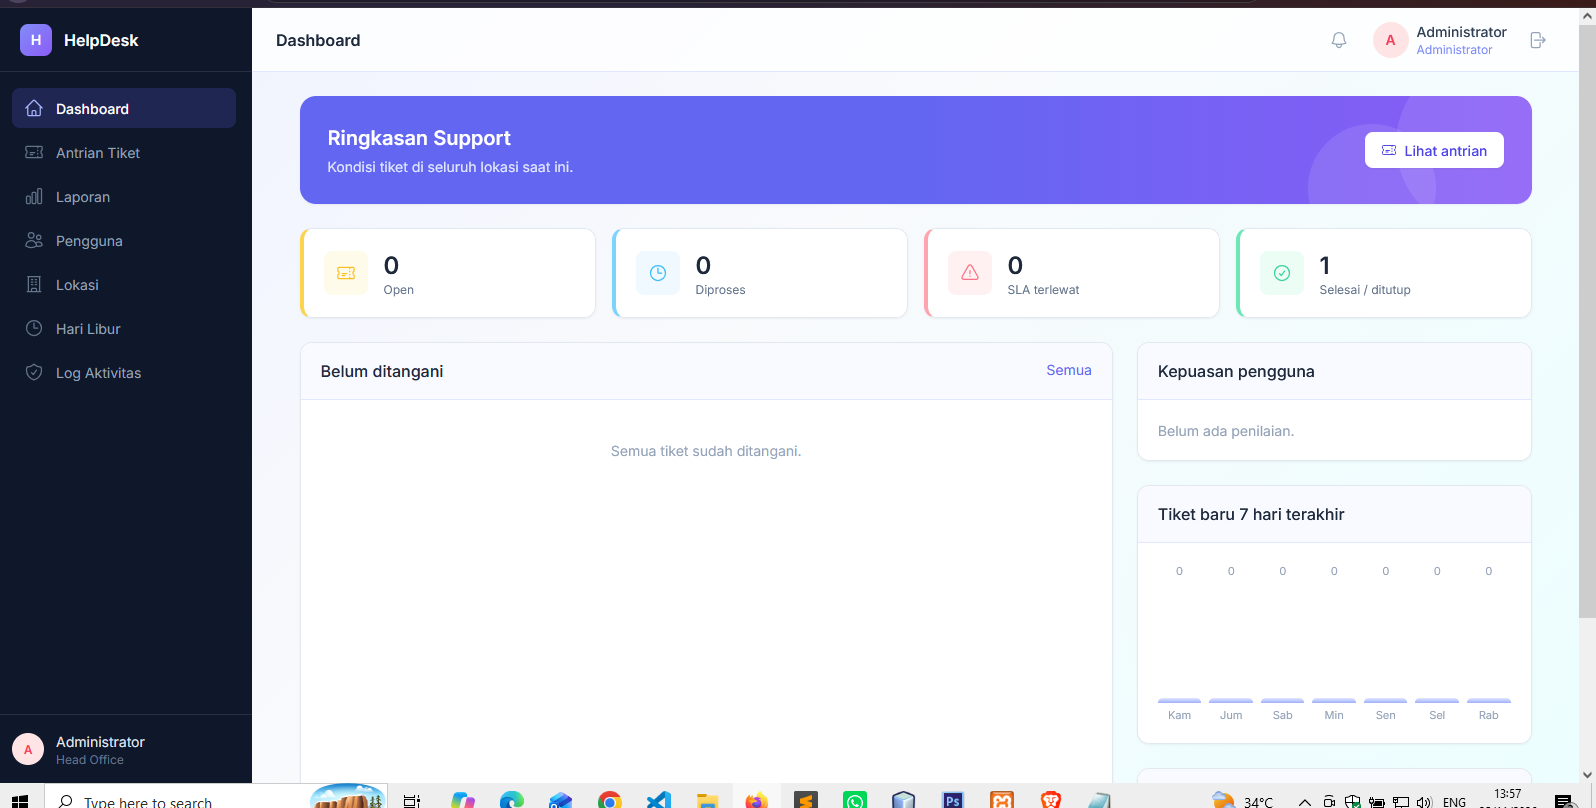 H HelpDesk
Dashboard
Antrian Tiket
Laporan
Pengguna
Lokasi
Hari Libur
Log Aktivitas
A Administrator
Head Office
Dashboard
A Administrator
Administrator
Ringkasan Support
Kondisi tiket di seluruh lokasi saat ini.
Lihat antrian
0
Open
0
Diproses
0
SLA terlewat
1
Selesai / ditutup
Belum ditangani
Semua
Semua tiket sudah ditangani.
Kepuasan pengguna
Belum ada penilaian.
Tiket baru 7 hari terakhir
0 0 0 0 0 0 0
Kam Jum Sab Min Sen Sel Rab
Type here to search
Ps
34°C
ENG
13:57